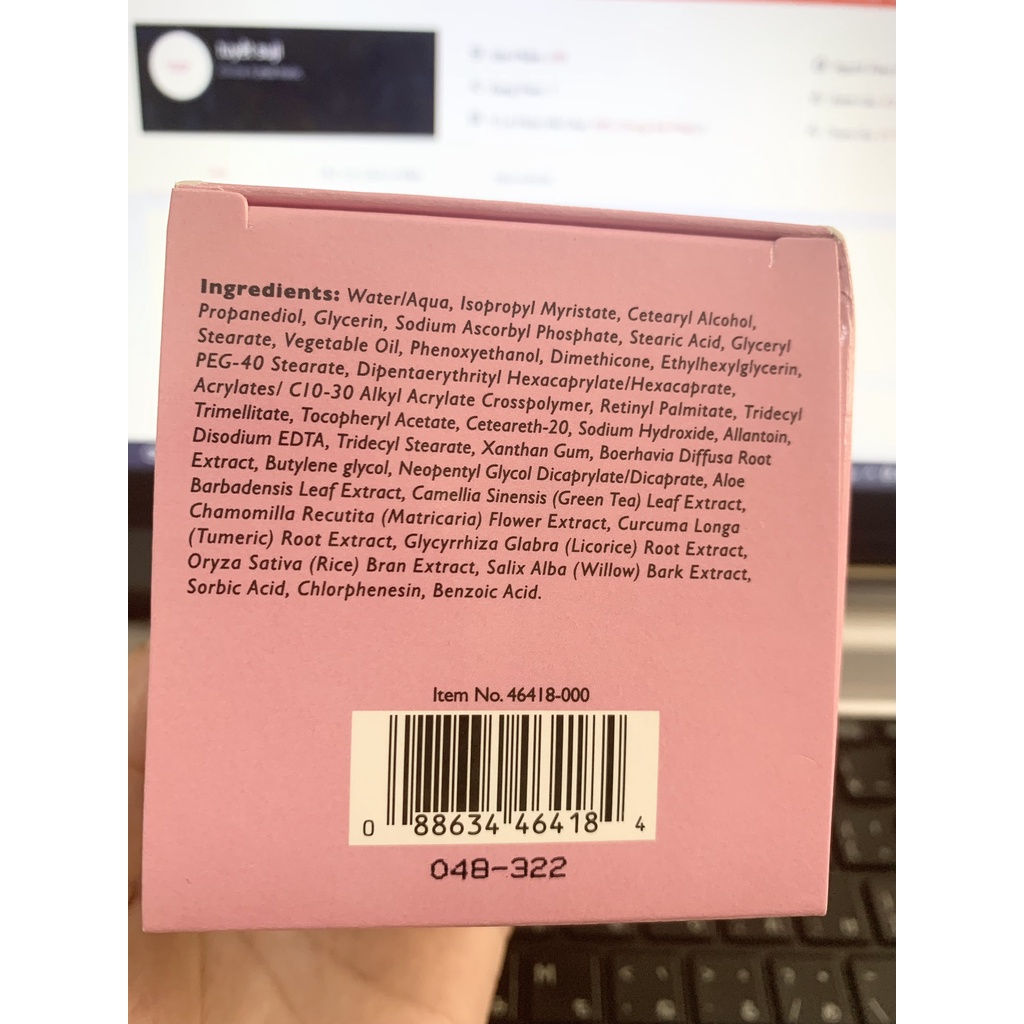 Ingredients: Water/Aqua, Isopropyl Myristate, Cetearyl Alcohol,
Propanediol, Glycerin, Sodium Ascorbyl Phosphate, Stearic Acid, Glyceryl
Stearate, Vegetable Oil, Phenoxyethanol, Dimethicone, Ethylhexylglycerin,
PEG-40 Stearate, Dipentaerythrityl Hexacaprylate/Hexacaprate,
Acrylates/ C10-30 Alkyl Acrylate Crosspolymer, Retinyl Palmitate, Tridecyl
Trimellitate, Tocopheryl Acetate, Ceteareth-20, Sodium Hydroxide, Allantoin,
Disodium EDTA, Tridecyl Stearate, Xanthan Gum, Boerhavia Diffusa Root
Extract, Butylene glycol, Neopentyl Glycol Dicaprylate/Dicaprate, Aloe
Barbadensis Leaf Extract, Camellia Sinensis (Green Tea) Leaf Extract,
Chamomilla Recutita (Matricaria) Flower Extract, Curcuma Longa
(Tumeric) Root Extract, Glycyrrhiza Glabra (Licorice) Root Extract,
Oryza Sativa (Rice) Bran Extract, Salix Alba (Willow) Bark Extract,
Sorbic Acid, Chlorphenesin, Benzoic Acid.
Item No. 46418-000
0 88634 46418 4
048-322
M